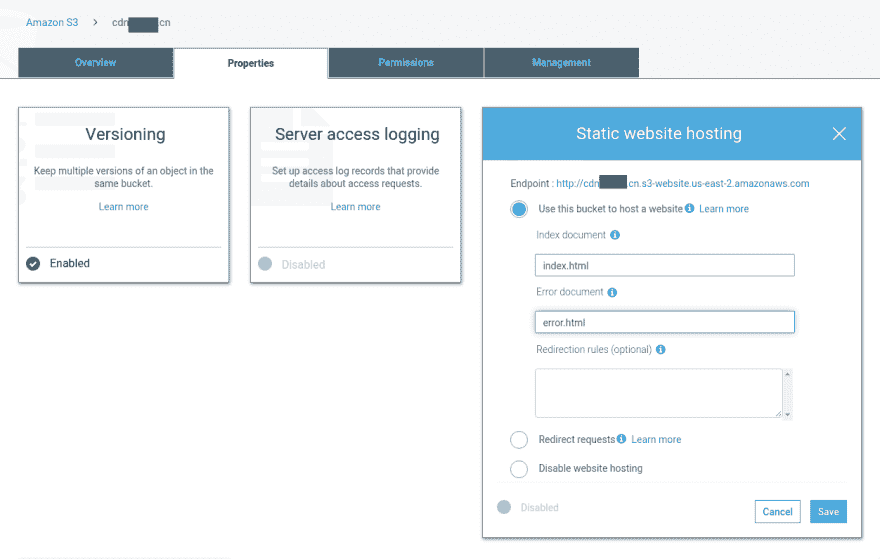 Amazon S3 > cdn cn
Overview
Properties
Permissions
Management
Versioning
Keep multiple versions of an object in the
same bucket.
Learn more
Enabled
Server access logging
Set up access log records that provide
details about access requests.
Learn more
Disabled
Static website hosting
Endpoint : http://cdn cn.s3-website.us-east-2.amazonaws.com
Use this bucket to host a website Learn more
Index document
index.html
Error document
error.html
Redirection rules (optional)
Redirect requests Learn more
Disable website hosting
Disabled
Cancel
Save